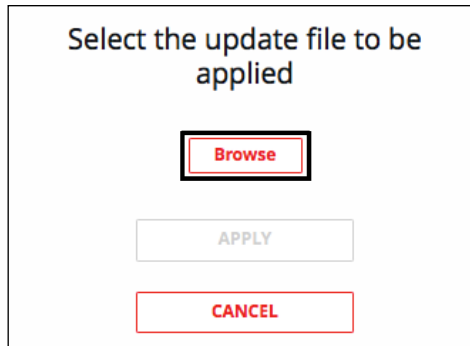 Select the update file to be
applied
Browse
APPLY
CANCEL